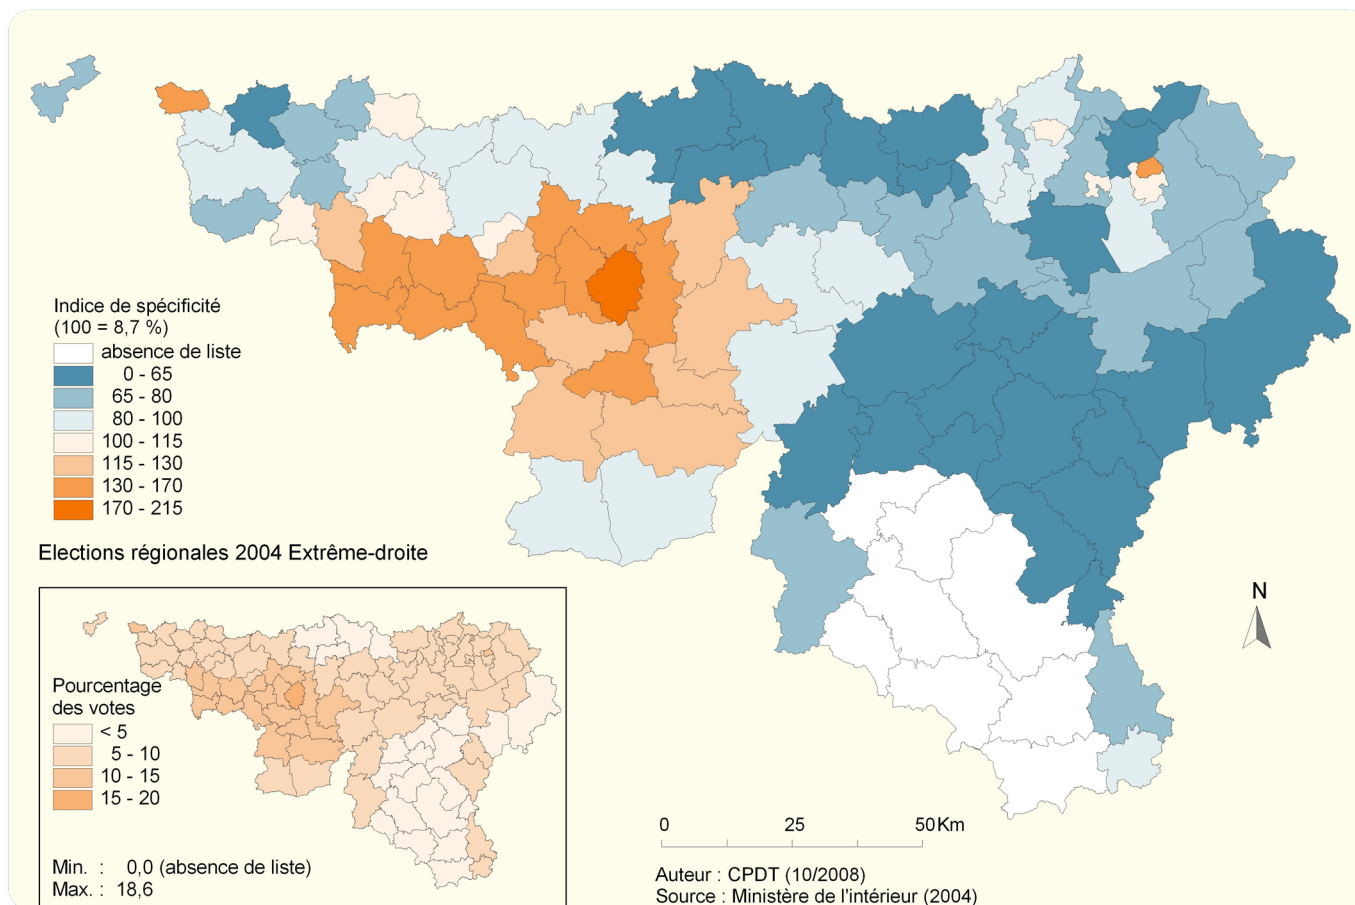 Indice de spécificité
(100 = 8,7 %)
absence de liste
0 - 65
65 - 80
80 - 100
100 - 115
115 - 130
130 - 170
170 - 215
Elections régionales 2004 Extrême-droite
Pourcentage
des votes
< 5
5 - 10
10 - 15
15 - 20
Min. : 0,0 (absence de liste)
Max. : 18,6
N
0 25 50Km
Auteur : CPDT (10/2008)
Source : Ministère de l'intérieur (2004)